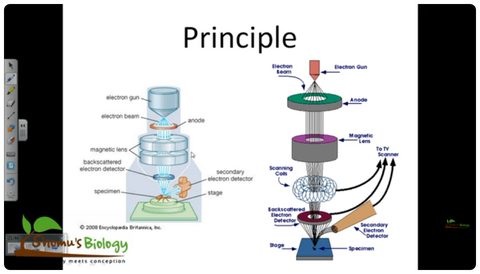 Principle
electron gun
electron beam
anode
magnetic lens
backscattered
electron detector
secondary
electron detector
specimen
stage
© 2008 Encyclopædia Britannica, Inc.
Electron
Beam
Electron Gun
Anode
Magnetic
Lens
To TV
Scanner
Scanning
Coils
Backscattered
Electron
Detector
Secondary
Electron
Detector
Stage
Specimen
Shomu's Biology
meets conception